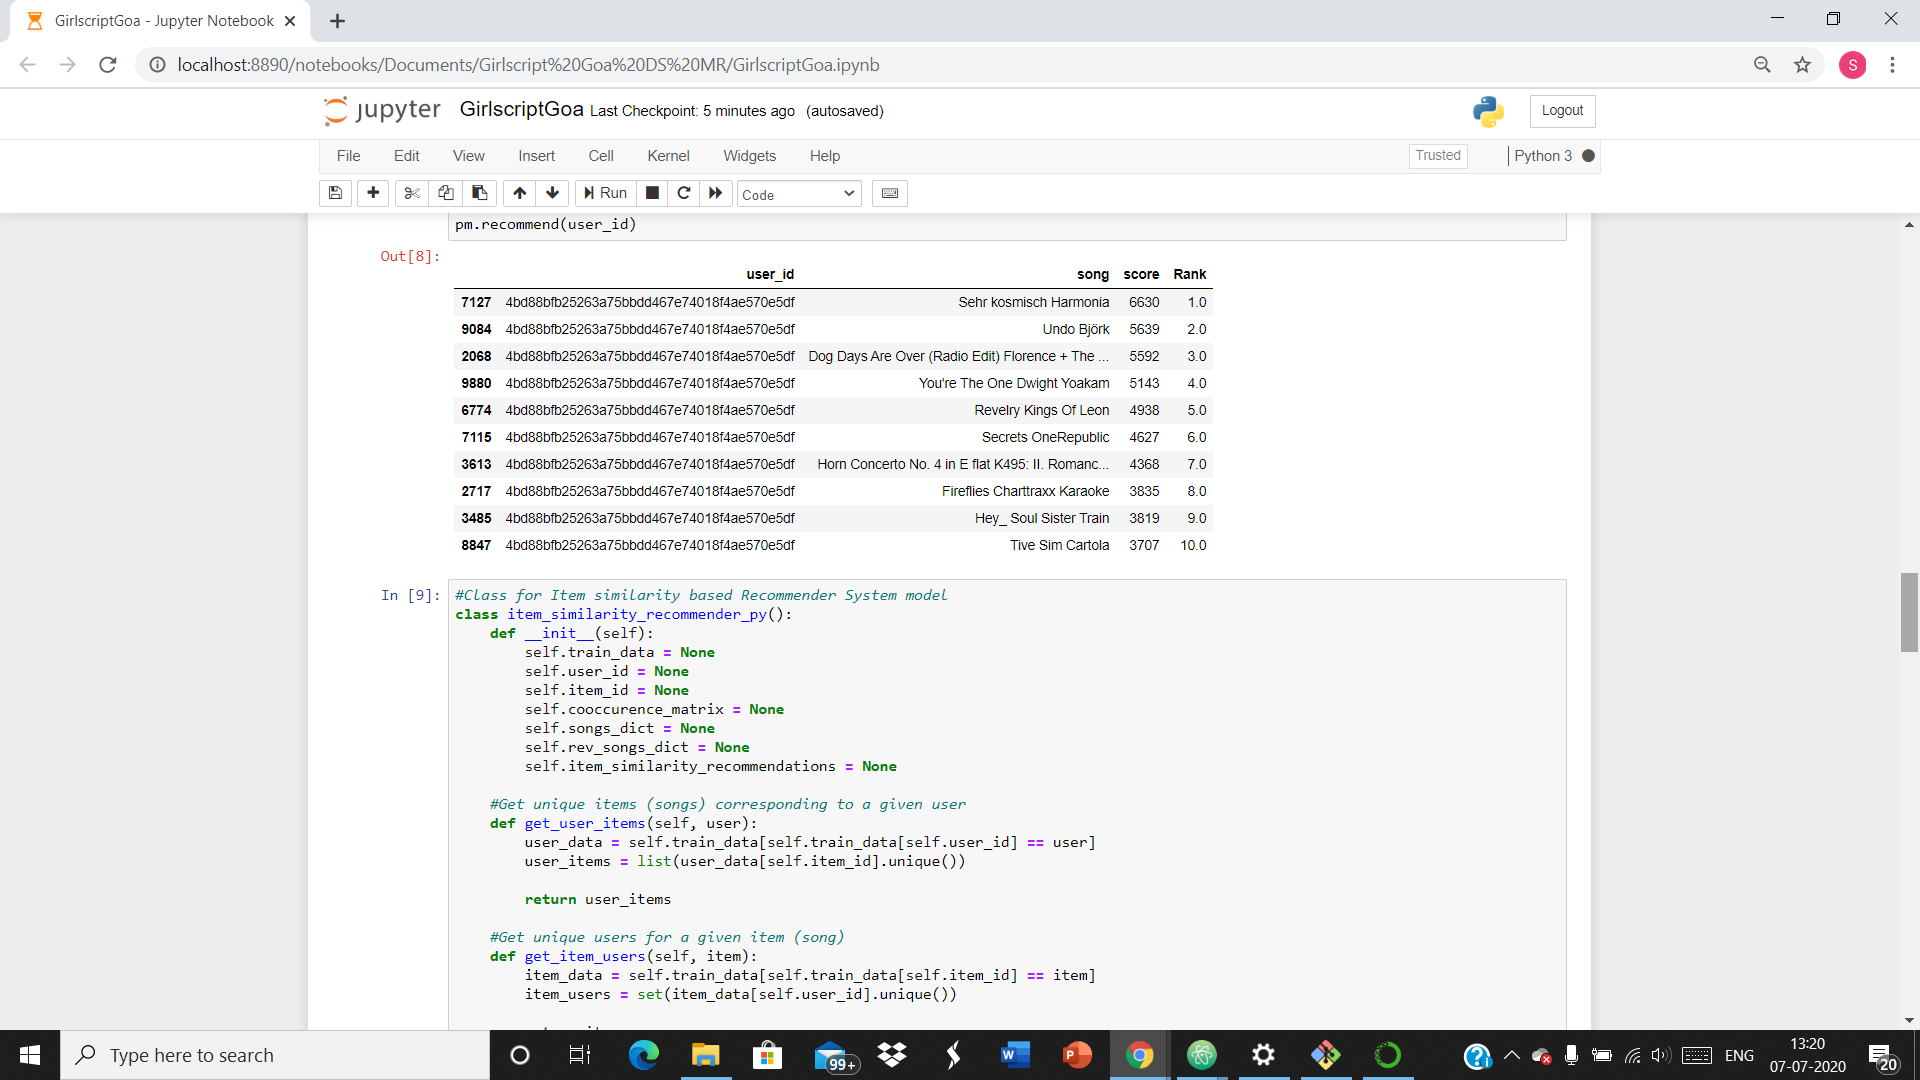 GirlscriptGoa - Jupyter Notebook
localhost:8890/notebooks/Documents/Girlscript%20Goa%20DS%20MR/GirlscriptGoa.ipynb
S
jupyter GirlscriptGoa Last Checkpoint: 5 minutes ago (autosaved)
Logout
File Edit View Insert Cell Kernel Widgets Help
Trusted
Python 3
Run
Code
pm.recommend(user_id)
Out[8]:
user_id song score Rank
7127 4bd88bfb25263a75bbdd467e74018f4ae570e5df Sehr kosmisch Harmonia 6630 1.0
9084 4bd88bfb25263a75bbdd467e74018f4ae570e5df Undo Björk 5639 2.0
2068 4bd88bfb25263a75bbdd467e74018f4ae570e5df Dog Days Are Over (Radio Edit) Florence + The ... 5592 3.0
9880 4bd88bfb25263a75bbdd467e74018f4ae570e5df You're The One Dwight Yoakam 5143 4.0
6774 4bd88bfb25263a75bbdd467e74018f4ae570e5df Revelry Kings Of Leon 4938 5.0
7115 4bd88bfb25263a75bbdd467e74018f4ae570e5df Secrets OneRepublic 4627 6.0
3613 4bd88bfb25263a75bbdd467e74018f4ae570e5df Horn Concerto No. 4 in E flat K495: II. Romanc... 4368 7.0
2717 4bd88bfb25263a75bbdd467e74018f4ae570e5df Fireflies Charttraxx Karaoke 3835 8.0
3485 4bd88bfb25263a75bbdd467e74018f4ae570e5df Hey_ Soul Sister Train 3819 9.0
8847 4bd88bfb25263a75bbdd467e74018f4ae570e5df Tive Sim Cartola 3707 10.0
In [9]: #Class for Item similarity based Recommender System model
class item_similarity_recommender_py():
    def __init__(self):
        self.train_data = None
        self.user_id = None
        self.item_id = None
        self.cooccurence_matrix = None
        self.songs_dict = None
        self.rev_songs_dict = None
        self.item_similarity_recommendations = None
    #Get unique items (songs) corresponding to a given user
    def get_user_items(self, user):
        user_data = self.train_data[self.train_data[self.user_id] == user]
        user_items = list(user_data[self.item_id].unique())
        return user_items
    #Get unique users for a given item (song)
    def get_item_users(self, item):
        item_data = self.train_data[self.train_data[self.item_id] == item]
        item_users = set(item_data[self.user_id].unique())
Type here to search
99+
ENG
13:20
07-07-2020
20